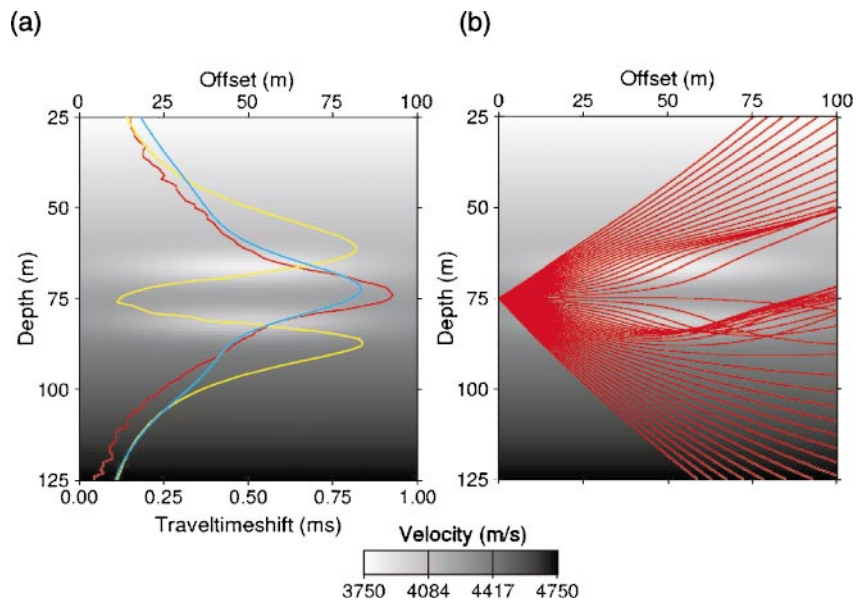 (a)
(b)
Offset (m)
0 25 50 75 100
Depth (m)
25
50
75
100
125
0.00 0.25 0.50 0.75 1.00
Traveltimeshift (ms)
Offset (m)
0 25 50 75 100
Depth (m)
25
50
75
100
125
Velocity (m/s)
3750 4084 4417 4750